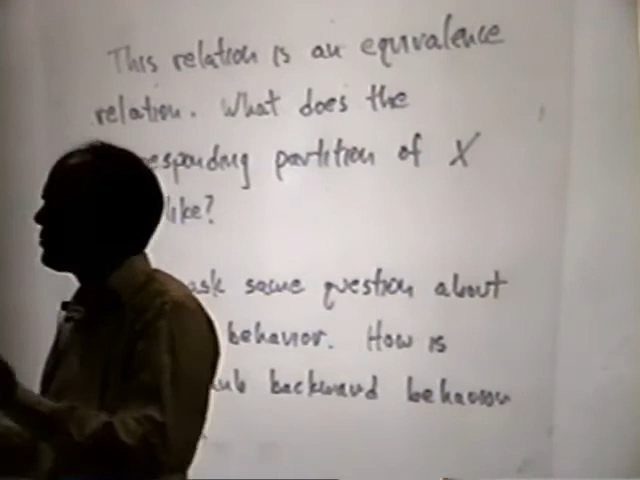 This relation is an equivalence
relation. What does the
esponding partition of X
like?
ask same question about
behavior. How is
backward behavior